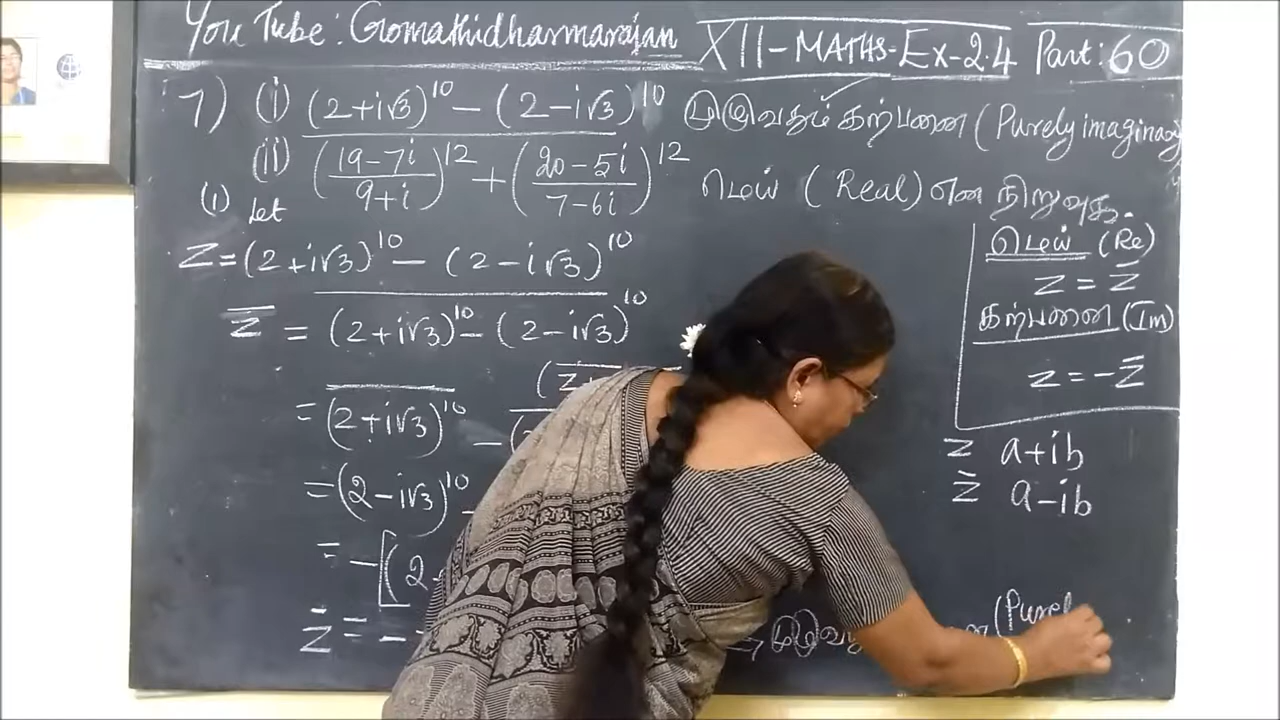 YouTube: Gomathidharmarajan XII-MATHS-Ex-2.4 Part: 60
7) (i) (2+i√3)^10 - (2-i√3)^10 முழுவதும் கற்பனை (Purely imaginary)
(ii) ((19-7i)/(9+i))^12 + ((20-5i)/(7-6i))^12 மெய் (Real) என நிறுவுக.
(i) Let
Z = (2+i√3)^10 - (2-i√3)^10
z̄ = (2+i√3)^10 - (2-i√3)^10
= (2+i√3)^10 -
= (2-i√3)^10 -
= -[(2
z̄ = -
மெய் (Re)
z = z̄
கற்பனை (Im)
z = -z̄
z a+ib
z̄ a-ib
(Purel